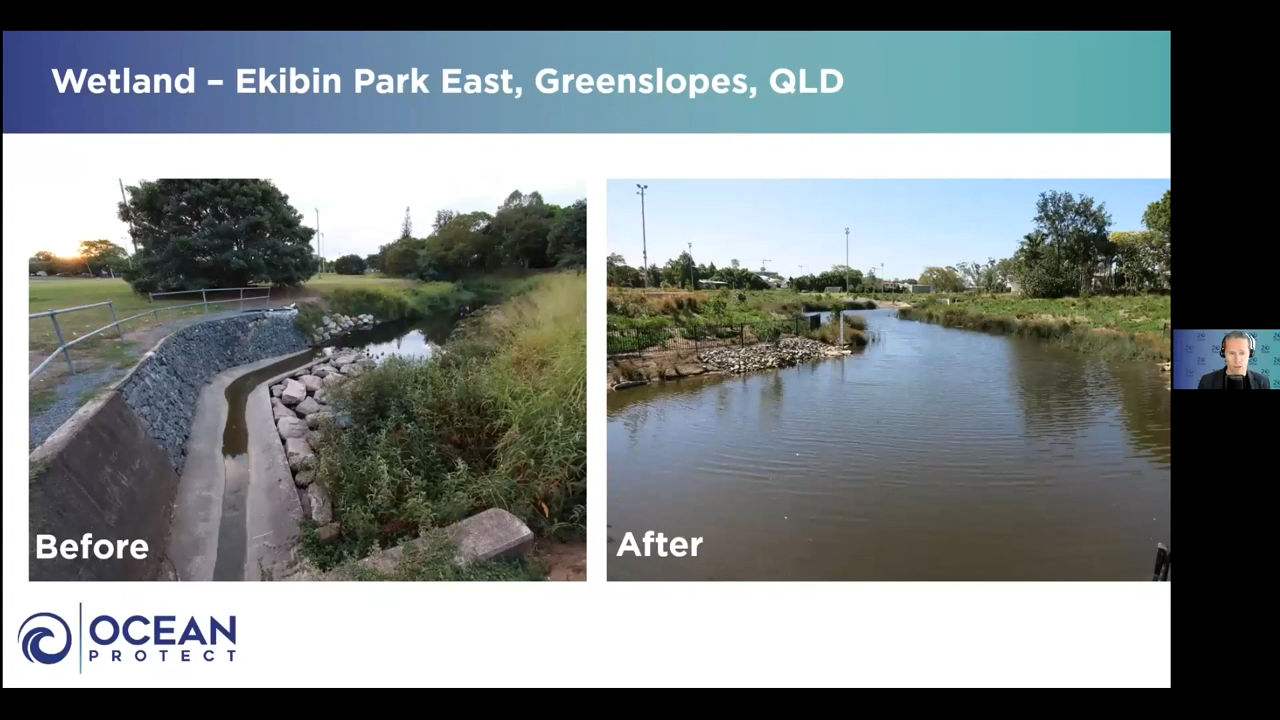 Wetland – Ekibin Park East, Greenslopes, QLD
Before
After
OCEAN
PROTECT